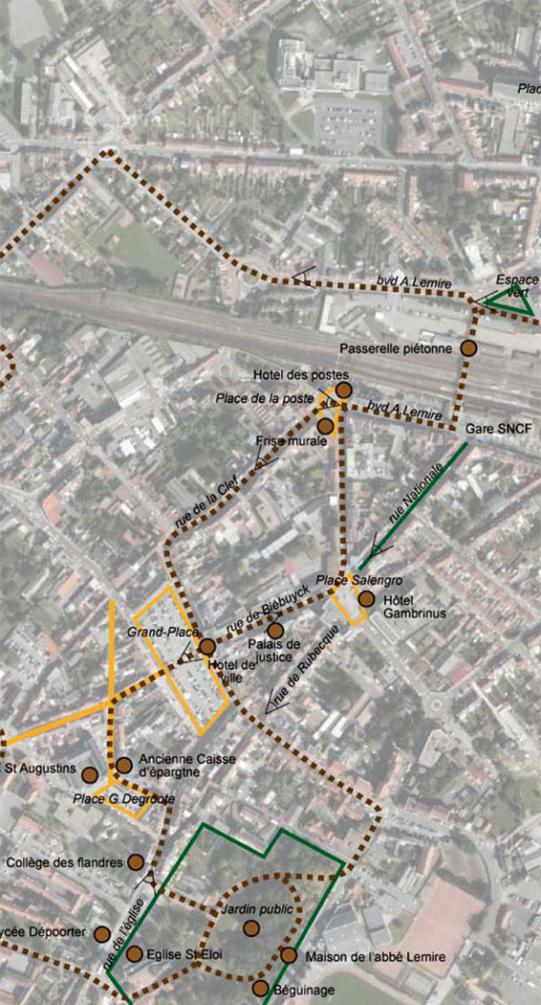 Plac
bvd A.Lemire
Espace
vert
Passerelle piétonne
Hotel des postes
Place de la poste
bvd A.Lemire
Gare SNCF
Frise murale
rue Nationale
rue de la Clef
Place Salengro
Hôtel
Gambrinus
rue de Biebuyck
Grand-Place
Palais de
justice
Hotel de
ville
rue de Rubecque
St Augustins
Ancienne Caisse
d'épargtne
Place G Degroote
Collège des flandres
Jardin public
rue de l'église
ycée Dépoorter
Eglise St Eloi
Maison de l'abbé Lemire
Béguinage